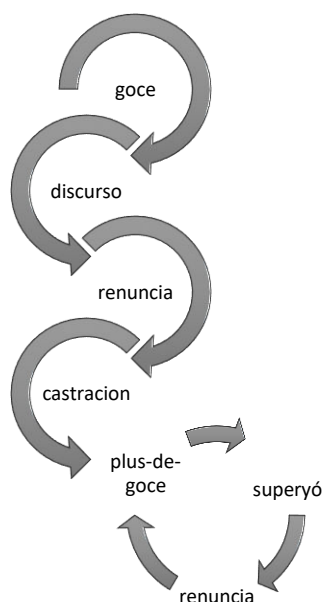 goce
discurso
renuncia
castracion
plus-de-
goce
superyó
renuncia